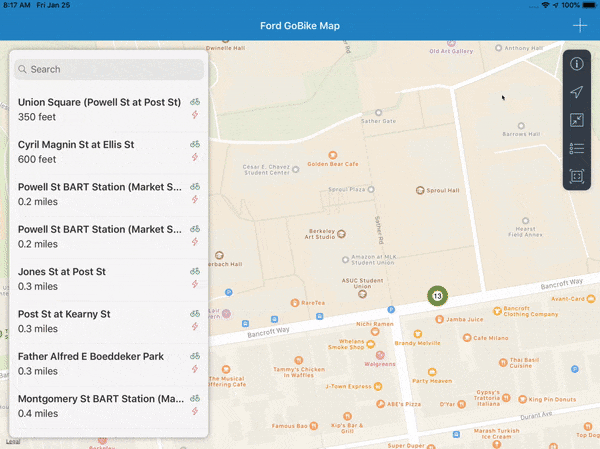 8:17 AM Fri Jan 25
100%
Ford GoBike Map
Search
Union Square (Powell St at Post St)
350 feet
Cyril Magnin St at Ellis St
600 feet
Powell St BART Station (Market S...
0.2 miles
Powell St BART Station (Market S...
0.2 miles
Jones St at Post St
0.3 miles
Post St at Kearny St
0.3 miles
Father Alfred E Boeddeker Park
0.3 miles
Montgomery St BART Station (Ma...
0.4 miles
Legal
Dwinelle Hall
Old Art Gallery
Anthony Hall
Sather Gate
Barrows Hall
Golden Bear Cafe
Cesar E. Chavez
Student Center
Sproul Plaza
Sproul Hall
Sather Rd
Berkeley
Art Studio
Hearst
Field Annex
Amazon at MLK
Student Union
ASUC Student
Union
13
Bancroft Way
Avant-Card
RareTea
Bancroft
Clothing Company
Jamba Juice
Nichi Ramen
Bancroft Way
Whelans
Smoke Shop
Brandy Melville
Cafe Milano
Walgreens
Thai Basil
Cuisine
Tammy's Chicken
In Waffles
The Musical
Offering Cafe
Party Heaven
J-Town Express
Gypsy's
Trattoria
Italiana
King Pin Donuts
ABE's Pizza
D'Yar
Durant Ave
Famous Bao
Kip's Bar &
Grill
Marash Turkish
Ice Cream
Super Duper
Top Dog